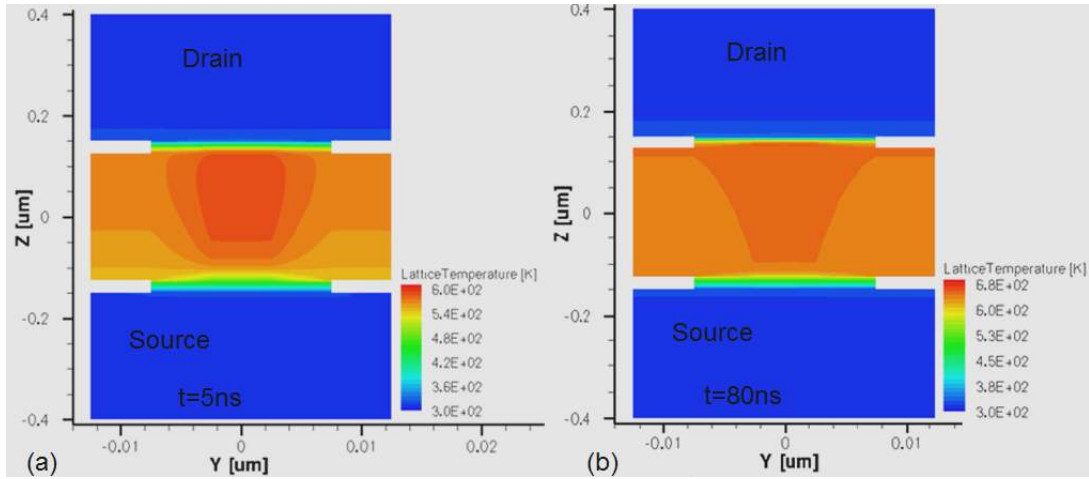 0.4
0.2
0
-0.2
-0.4
Z [um]
Drain
Source
t=5ns
LatticeTemperature [K]
6.0E+02
5.4E+02
4.8E+02
4.2E+02
3.6E+02
3.0E+02
-0.01
0
0.01
0.02
Y [um]
(a)
0.4
0.2
0
-0.2
-0.4
Z [um]
Drain
Source
t=80ns
LatticeTemperature [K]
6.8E+02
6.0E+02
5.3E+02
4.5E+02
3.8E+02
3.0E+02
-0.01
0
0.01
Y [um]
(b)